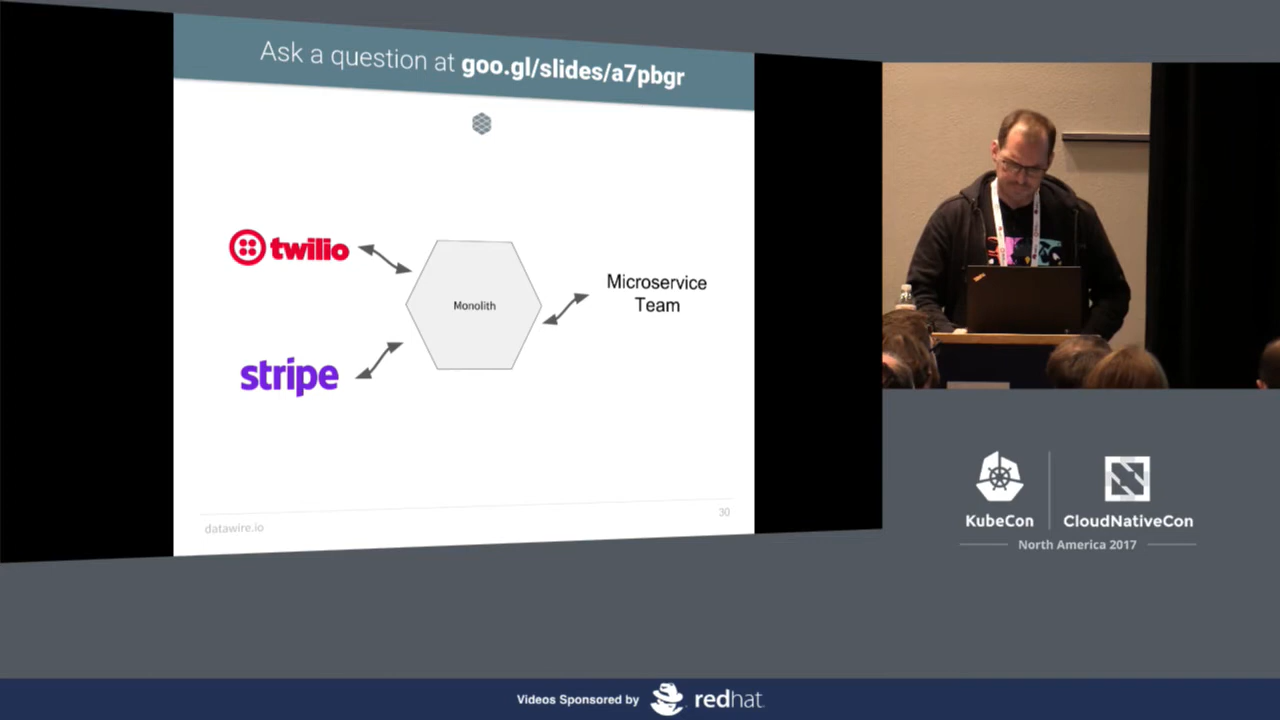 Ask a question at goo.gl/slides/a7pbgr
twilio
Monolith
Microservice
Team
stripe
datawire.io
30
KubeCon
CloudNativeCon
North America 2017
Videos Sponsored by
redhat